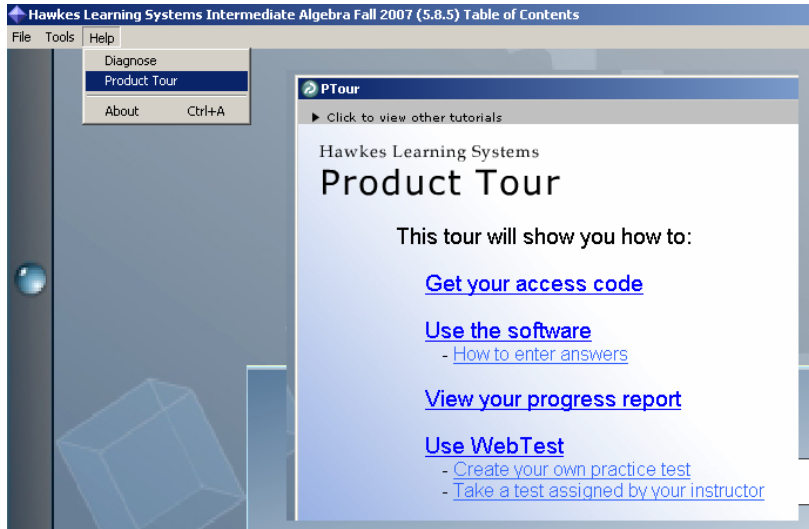 Hawkes Learning Systems Intermediate Algebra Fall 2007 (5.8.5) Table of Contents
File Tools Help
Diagnose
Product Tour
About Ctrl+A
PTour
Click to view other tutorials
Hawkes Learning Systems
Product Tour
This tour will show you how to:
Get your access code
Use the software
- How to enter answers
View your progress report
Use WebTest
- Create your own practice test
- Take a test assigned by your instructor